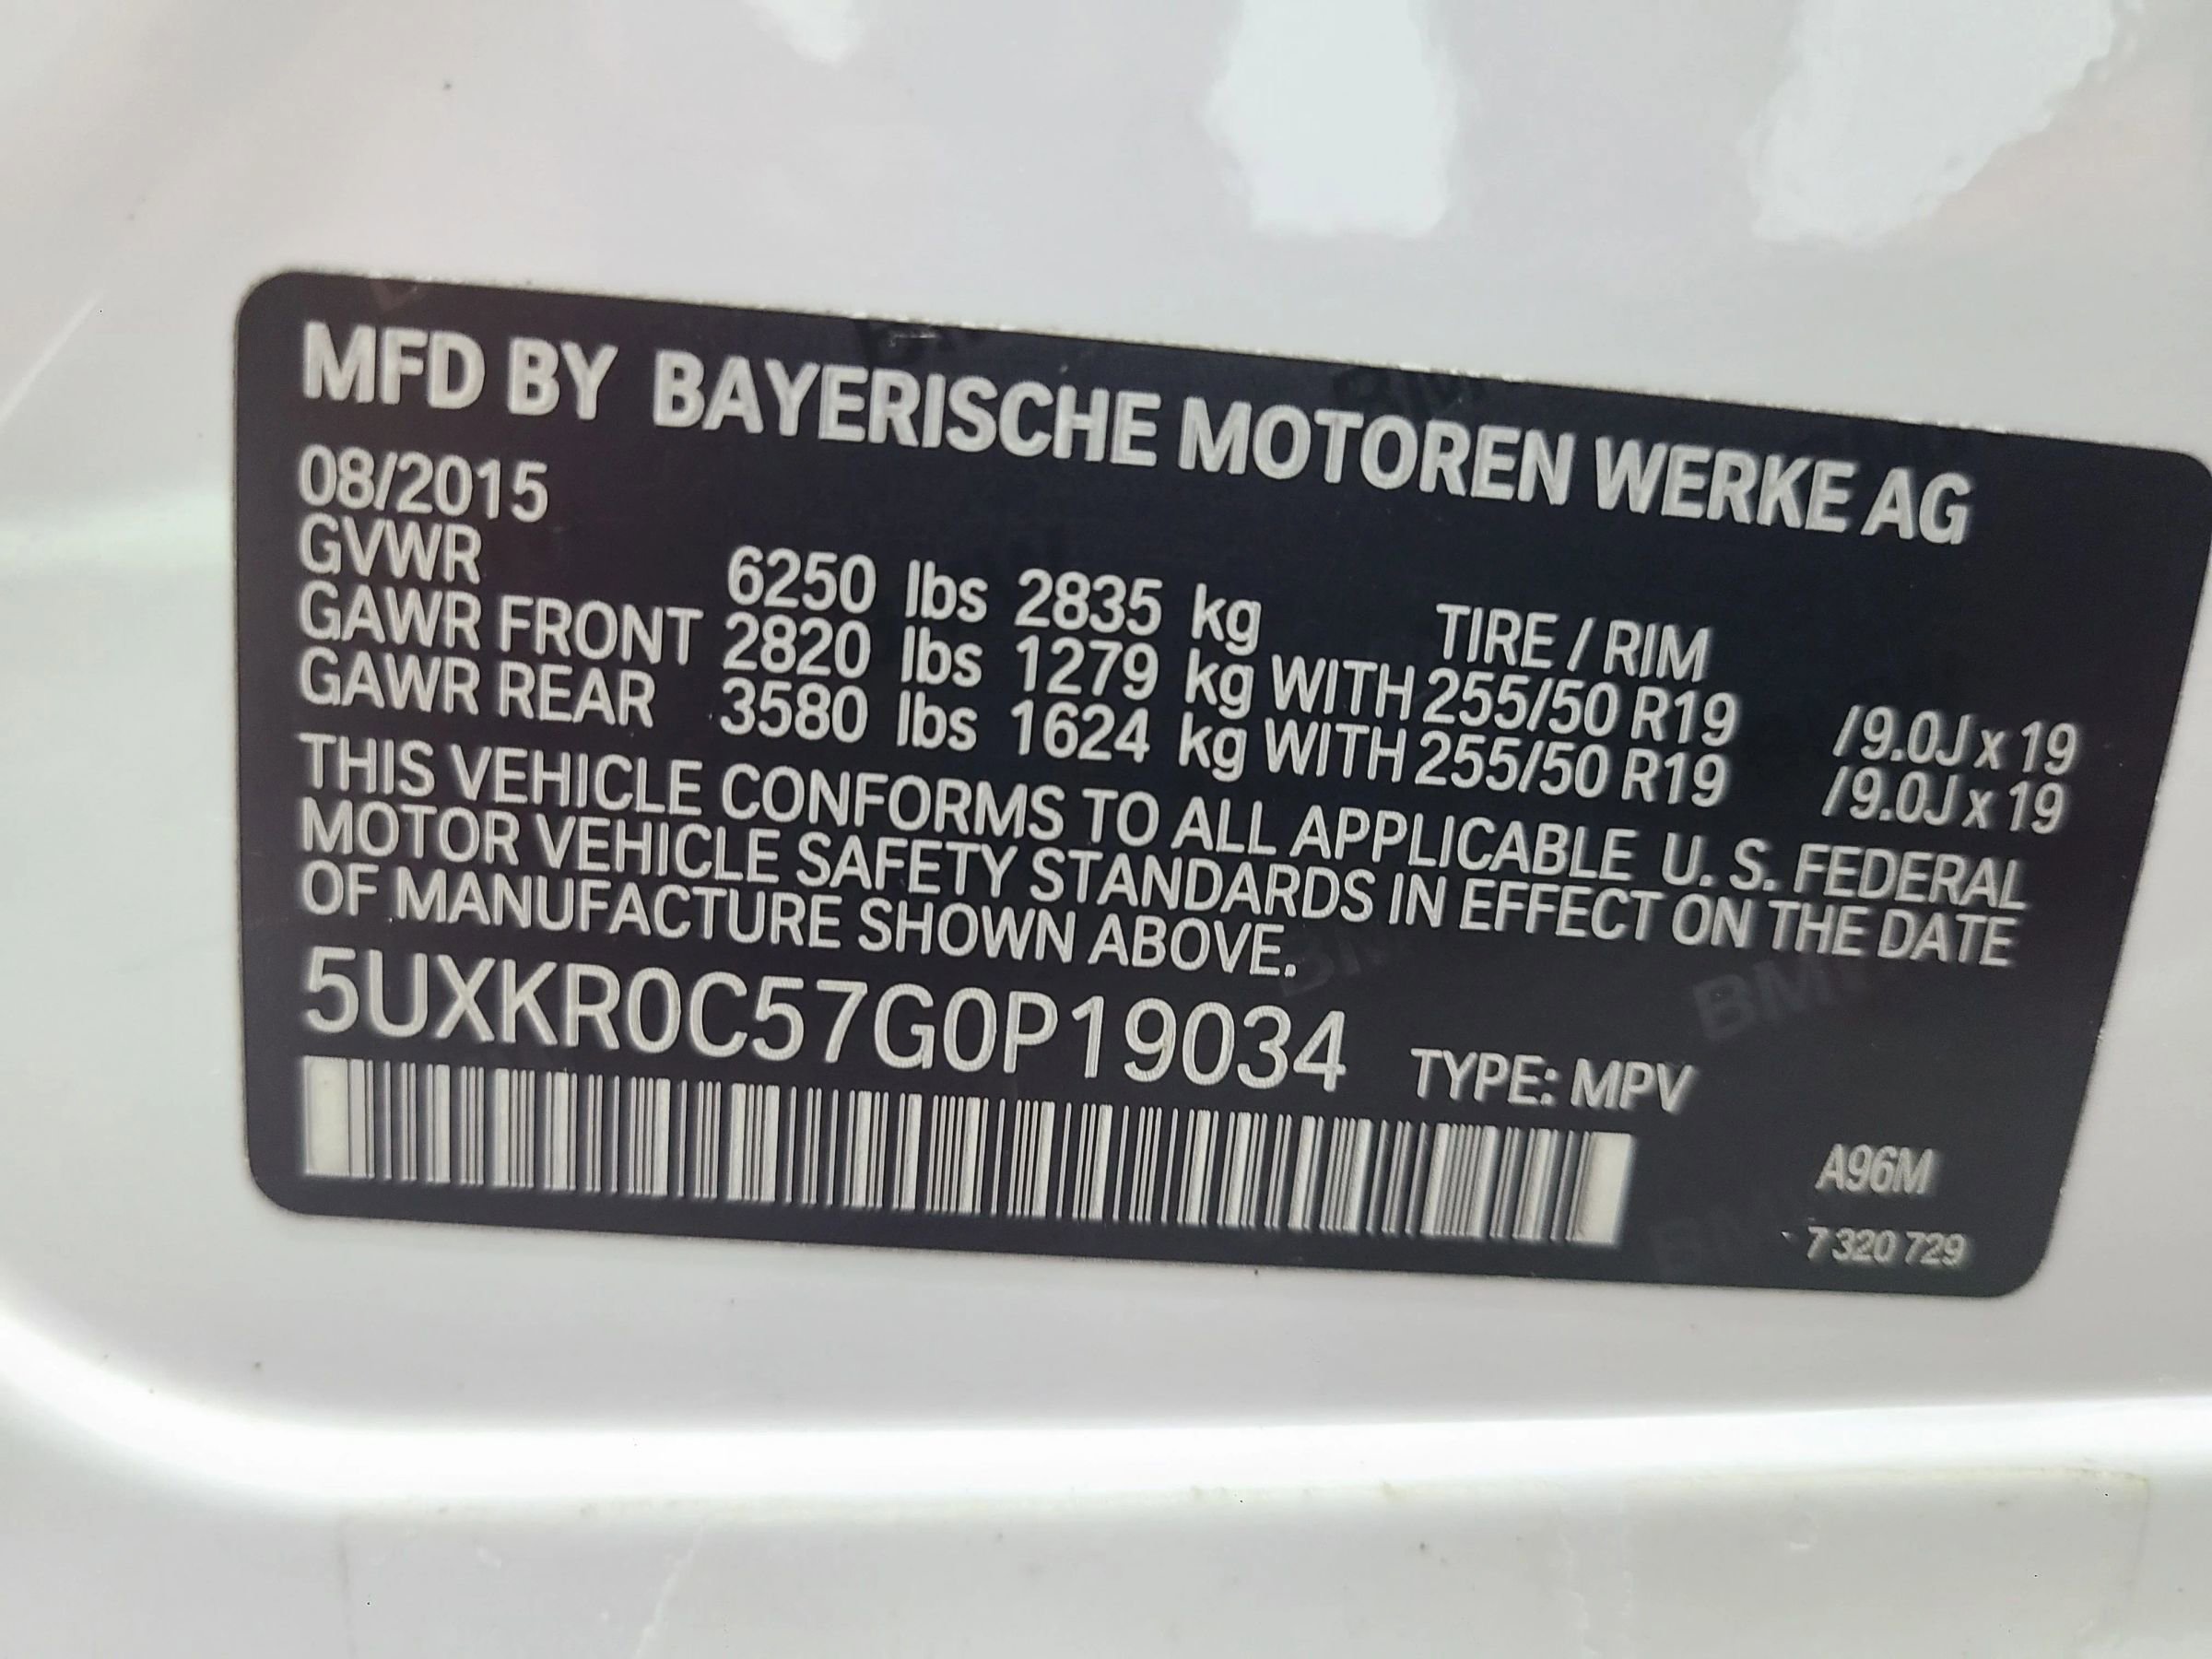 MFD BY BAYERISCHE MOTOREN WERKE AG
08/2015
GVWR 6250 lbs 2835 kg TIRE / RIM
GAWR FRONT 2820 lbs 1279 kg WITH 255/50 R19 /9.0J x 19
GAWR REAR 3580 lbs 1624 kg WITH 255/50 R19 /9.0J x 19
THIS VEHICLE CONFORMS TO ALL APPLICABLE U. S. FEDERAL
MOTOR VEHICLE SAFETY STANDARDS IN EFFECT ON THE DATE
OF MANUFACTURE SHOWN ABOVE.
5UXKR0C57G0P19034 TYPE: MPV
A96M
7 320 729